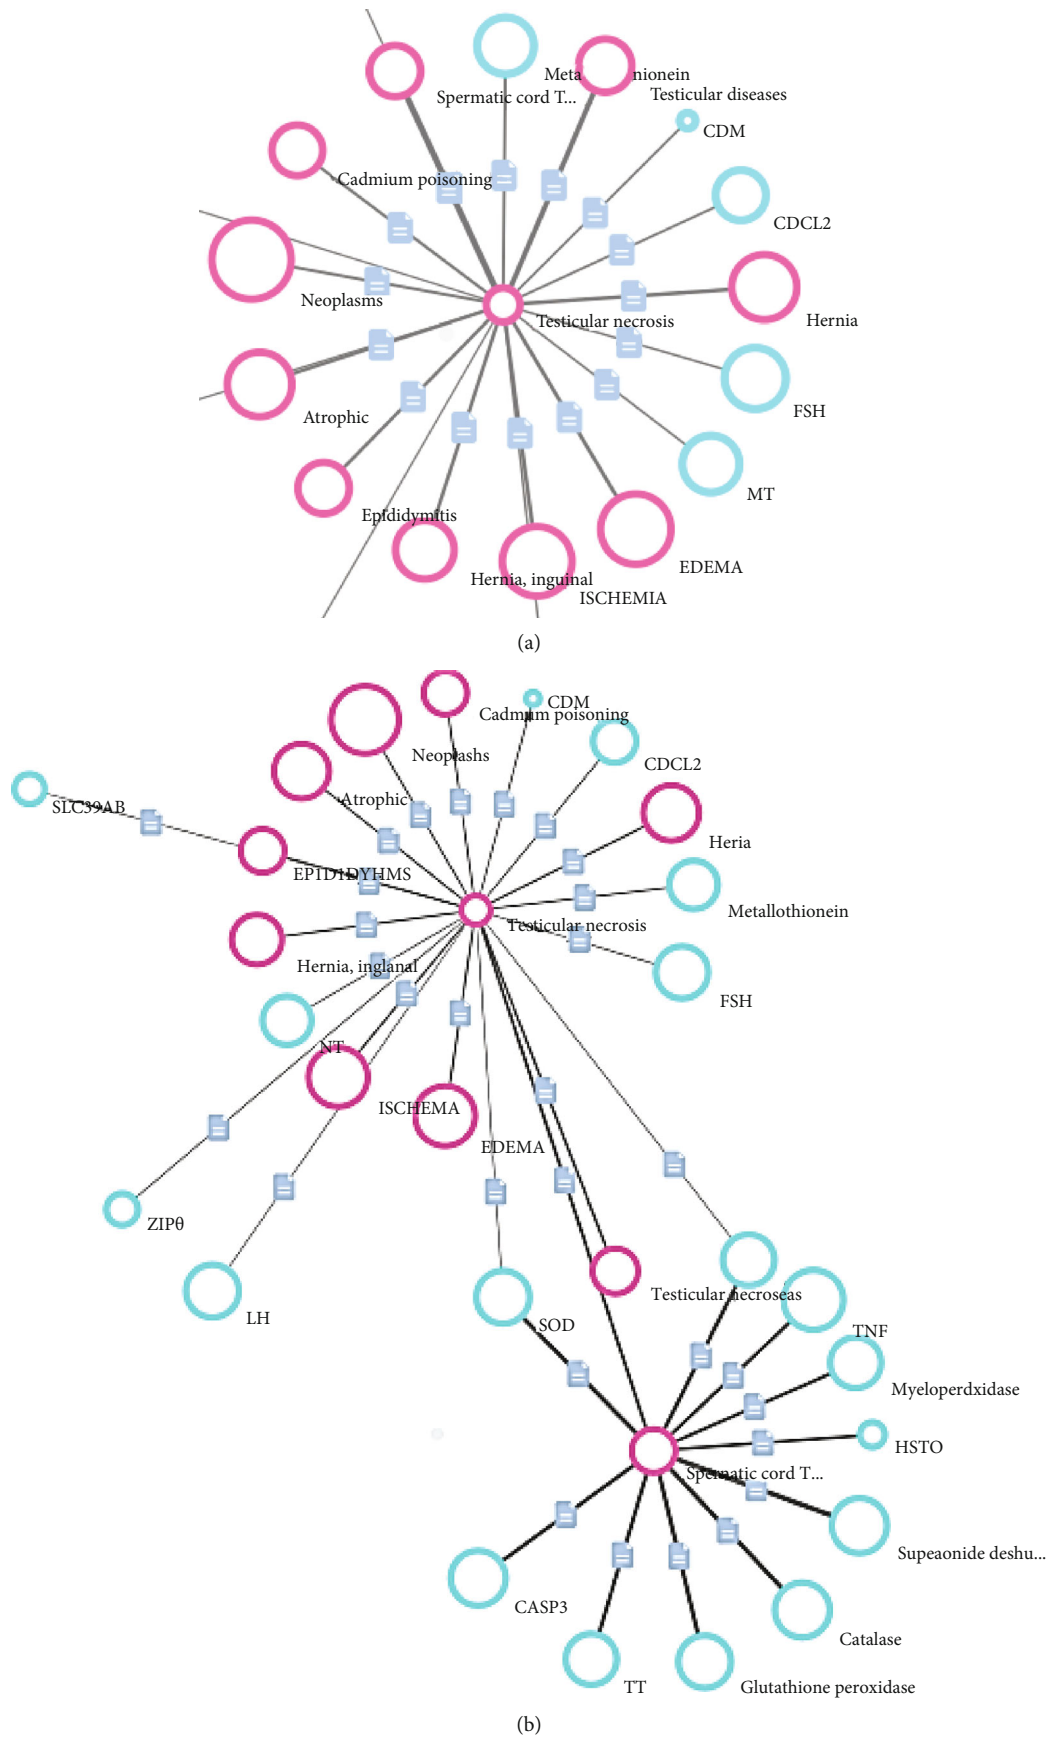 Meta nionein
Spermatic cord T...
Testicular diseases
CDM
Cadmium poisoning
CDCL2
Neoplasms
Testicular necrosis
Hernia
Atrophic
FSH
MT
Epididymitis
EDEMA
Hernia, inguinal
ISCHEMIA
(a)
CDM
Cadmium poisoning
Neoplashs
CDCL2
Atrophic
SLC39AB
Heria
EP1D1DYHMS
Metallothionein
Testicular necrosis
Hernia, inglanal
FSH
NT
ISCHEMA
EDEMA
ZIPθ
LH
Testicular necroseas
SOD
TNF
Myeloperdxidase
HSTO
Spernatic cord T...
Supeaonide deshu...
CASP3
Catalase
TT
Glutathione peroxidase
(b)